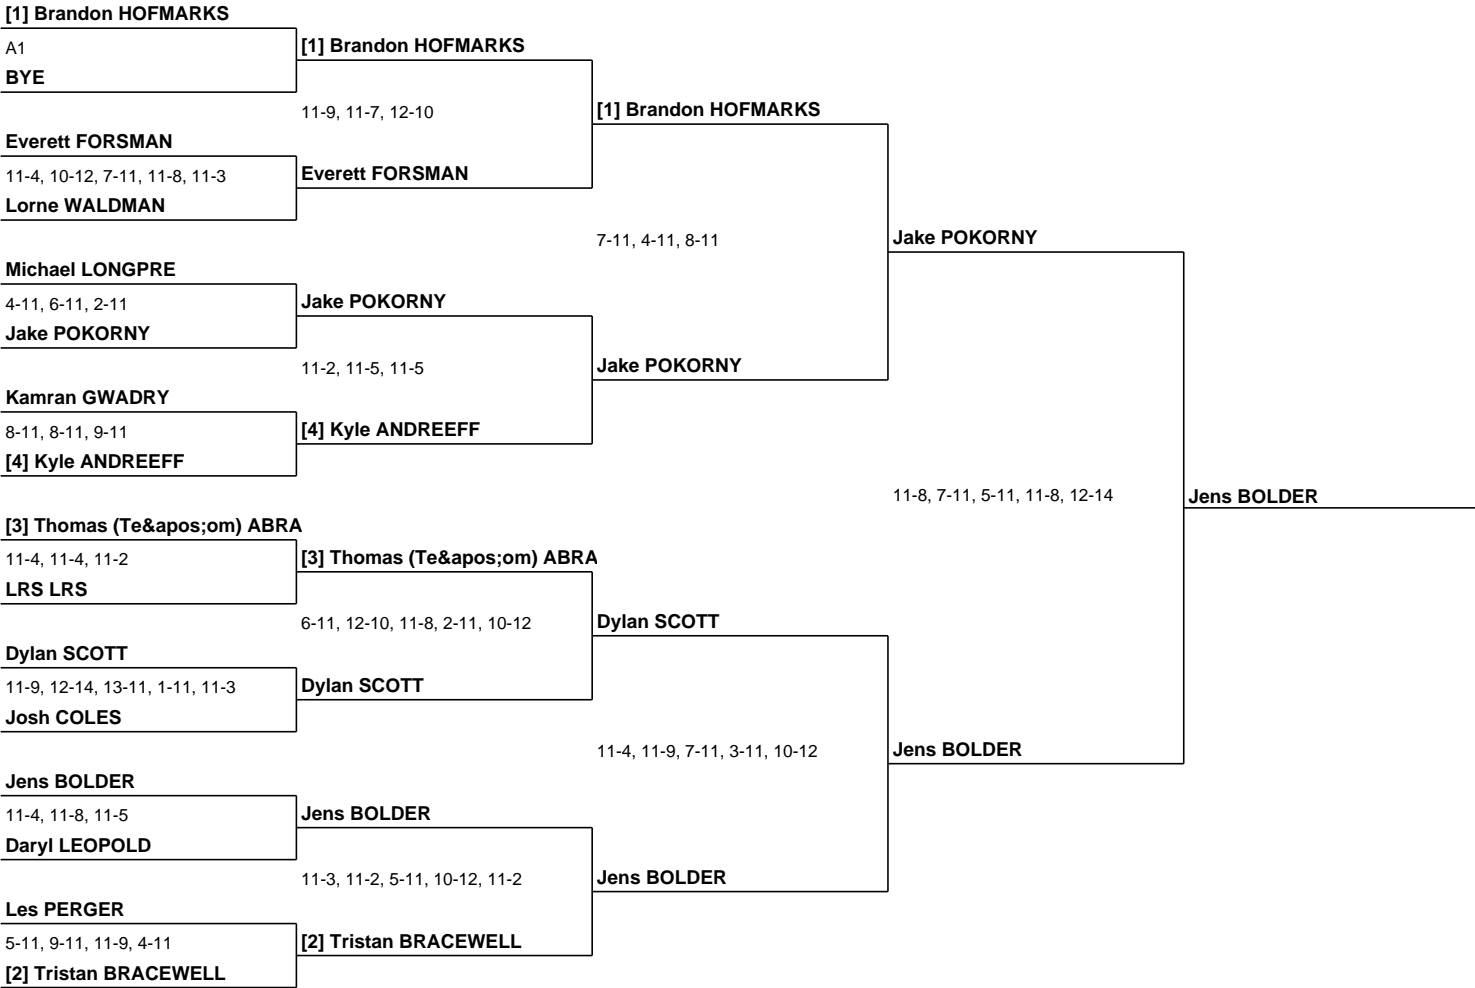 [1] Brandon HOFMARKS
A1
BYE
Everett FORSMAN
11-4, 10-12, 7-11, 11-8, 11-3
Lorne WALDMAN
Michael LONGPRE
4-11, 6-11, 2-11
Jake POKORNY
Kamran GWADRY
8-11, 8-11, 9-11
[4] Kyle ANDREEFF
[3] Thomas (Te&apos;om) ABRA
11-4, 11-4, 11-2
LRS LRS
Dylan SCOTT
11-9, 12-14, 13-11, 1-11, 11-3
Josh COLES
Jens BOLDER
11-4, 11-8, 11-5
Daryl LEOPOLD
Les PERGER
5-11, 9-11, 11-9, 4-11
[2] Tristan BRACEWELL
[1] Brandon HOFMARKS
11-9, 11-7, 12-10
Everett FORSMAN
Jake POKORNY
11-2, 11-5, 11-5
[4] Kyle ANDREEFF
[3] Thomas (Te&apos;om) ABRA
6-11, 12-10, 11-8, 2-11, 10-12
Dylan SCOTT
Jens BOLDER
11-3, 11-2, 5-11, 10-12, 11-2
[2] Tristan BRACEWELL
[1] Brandon HOFMARKS
7-11, 4-11, 8-11
Jake POKORNY
Dylan SCOTT
11-4, 11-9, 7-11, 3-11, 10-12
Jens BOLDER
Jake POKORNY
11-8, 7-11, 5-11, 11-8, 12-14
Jens BOLDER
Jens BOLDER